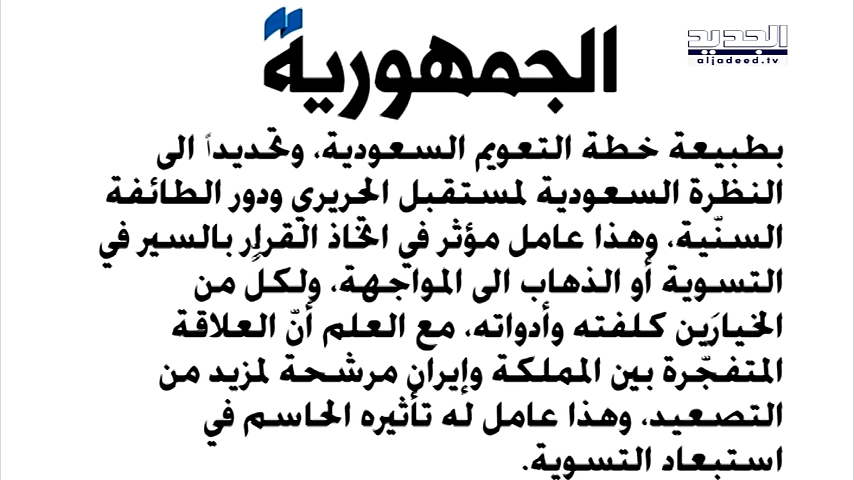 الجمهورية
الجديد
aljadeed.tv
بطبيعة خطة التعويم السعودية، وتحديداً الى
النظرة السعودية لمستقبل الحريري ودور الطائفة
السنّية، وهذا عامل مؤثر في اتخاذ القرار بالسير في
التسوية أو الذهاب الى المواجهة، ولكلٍّ من
الخيارَين كلفته وأدواته، مع العلم أنّ العلاقة
المتفجّرة بين المملكة وإيران مرشحة لمزيد من
التصعيد، وهذا عامل له تأثيره الحاسم في
استبعاد التسوية.